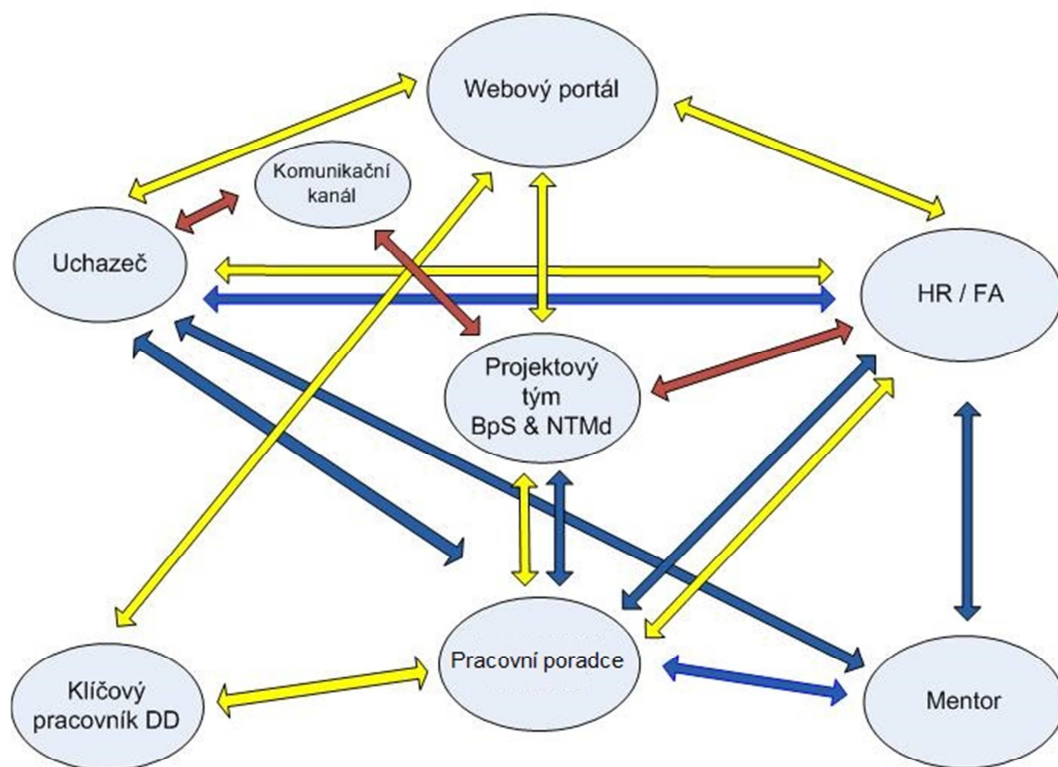 Webový portál
Komunikační
kanál
Uchazeč
HR / FA
Projektový
tým
BpS & NTMd
Pracovní poradce
Klíčový
pracovník DD
Mentor